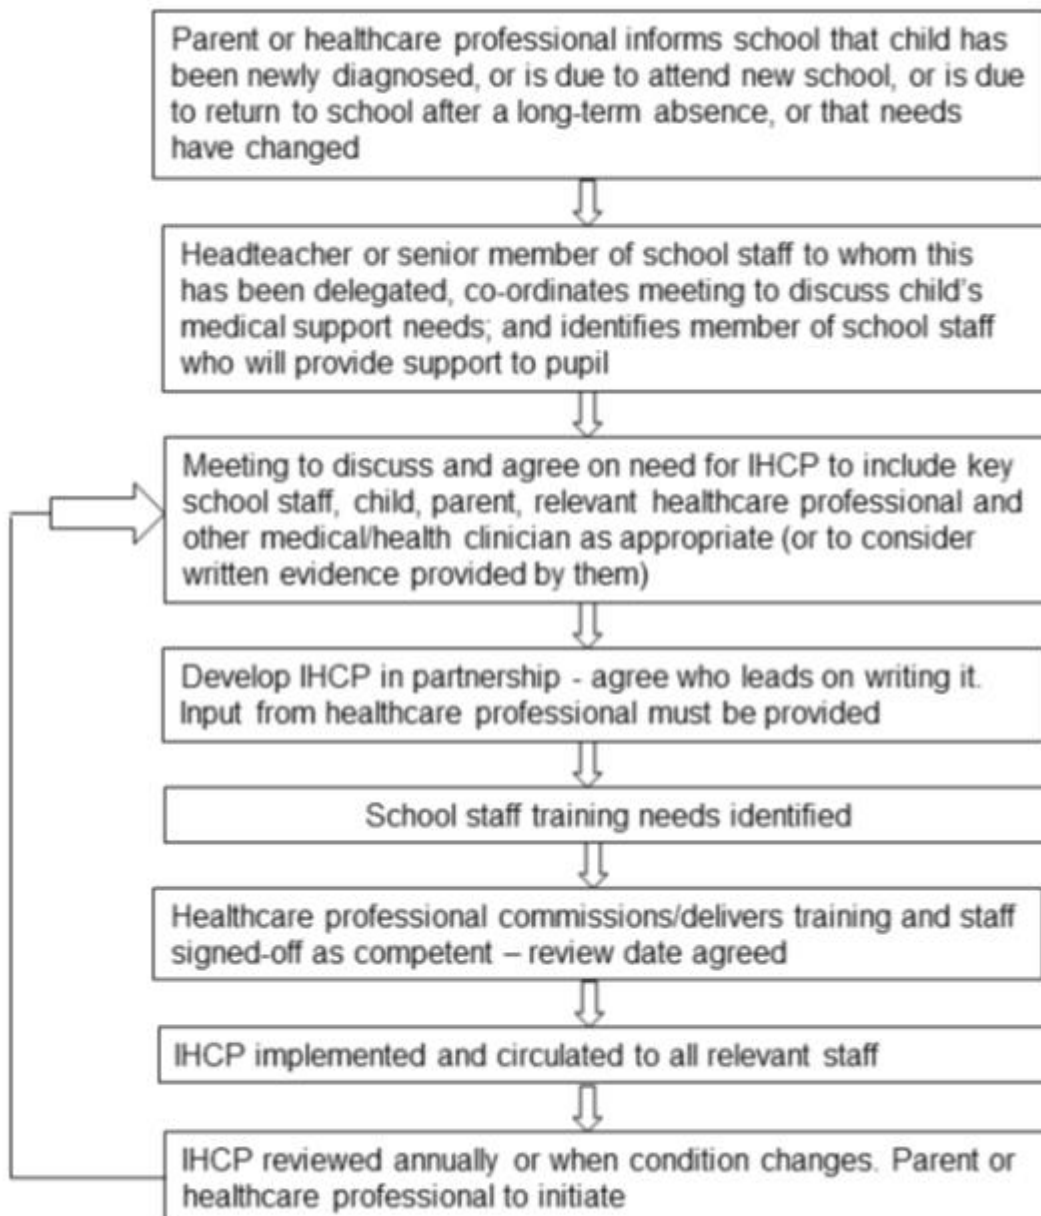 Parent or healthcare professional informs school that child has
been newly diagnosed, or is due to attend new school, or is due
to return to school after a long-term absence, or that needs
have changed
Headteacher or senior member of school staff to whom this
has been delegated, co-ordinates meeting to discuss child's
medical support needs; and identifies member of school staff
who will provide support to pupil
Meeting to discuss and agree on need for IHCP to include key
school staff, child, parent, relevant healthcare professional and
other medical/health clinician as appropriate (or to consider
written evidence provided by them)
Develop IHCP in partnership - agree who leads on writing it.
Input from healthcare professional must be provided
School staff training needs identified
Healthcare professional commissions/delivers training and staff
signed-off as competent – review date agreed
IHCP implemented and circulated to all relevant staff
IHCP reviewed annually or when condition changes. Parent or
healthcare professional to initiate